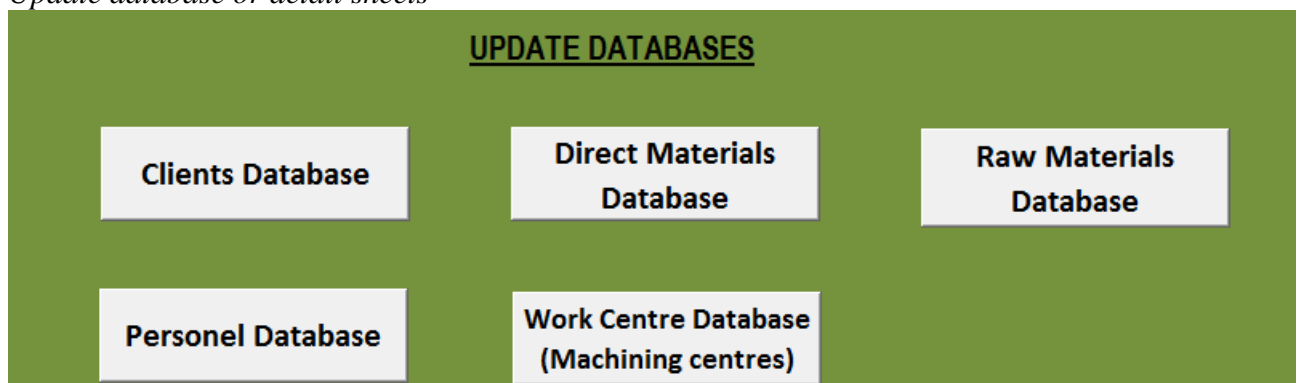 Update database or detail sheets
UPDATE DATABASES
Clients Database
Direct Materials
Database
Raw Materials
Database
Personel Database
Work Centre Database
(Machining centres)